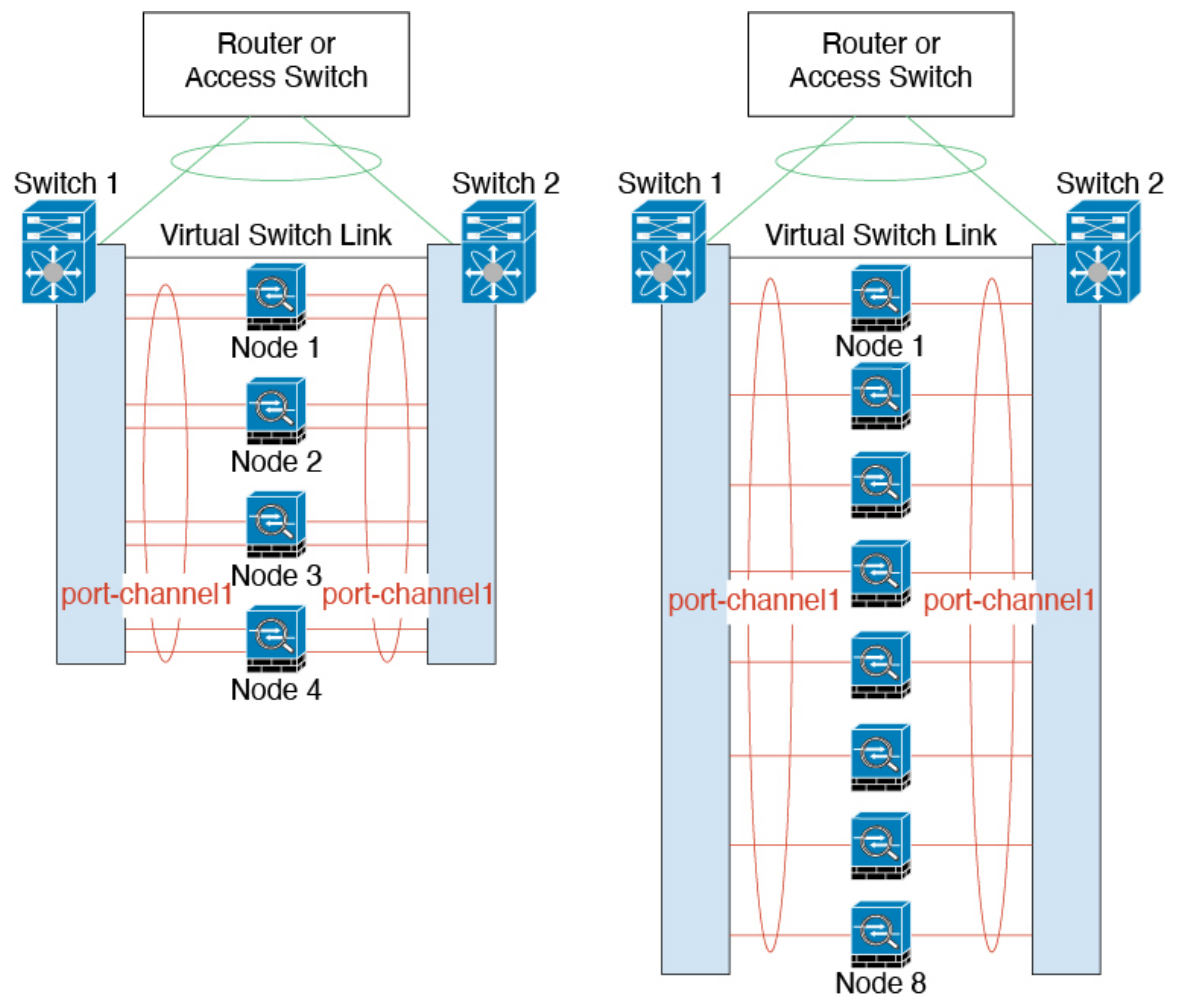 Router or
Access Switch
Switch 1
Switch 2
Virtual Switch Link
Node 1
Node 2
Node 3
port-channel1
port-channel1
Node 4
Router or
Access Switch
Switch 1
Switch 2
Virtual Switch Link
Node 1
port-channel1
port-channel1
Node 8